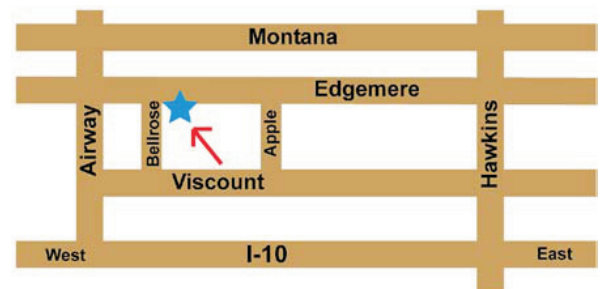 Montana
Edgemere
Airway
Bellrose
Apple
Hawkins
Viscount
West
I-10
East